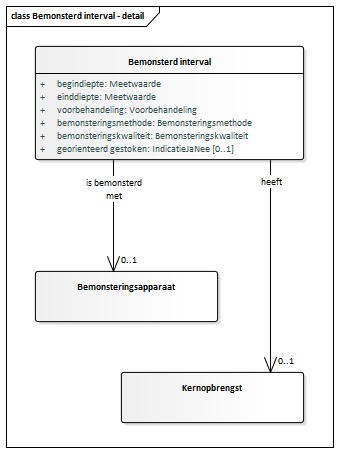 class Bemonsterd interval - detail
Bemonsterd interval
+ begindiepte: Meetwaarde
+ einddiepte: Meetwaarde
+ voorbehandeling: Voorbehandeling
+ bemonsteringsmethode: Bemonsteringsmethode
+ bemonsteringskwaliteit: Bemonsteringskwaliteit
+ georienteerd gestoken: IndicatieJaNee [0..1]
is bemonsterd
met
heeft
0..1
Bemonsteringsapparaat
0..1
Kernopbrengst